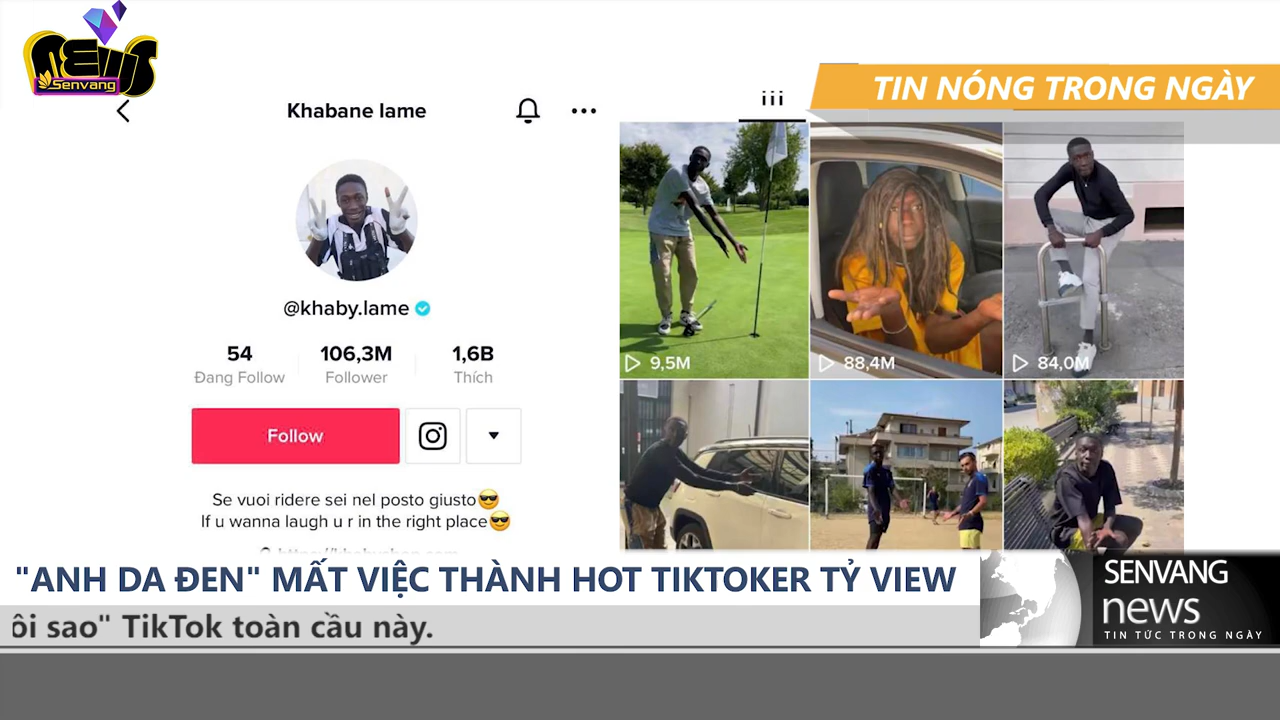 NEWS
Senvang
TIN NÓNG TRONG NGÀY
Khabane lame
@khaby.lame
54
106,3M
1,6B
Đang Follow
Follower
Thích
Follow
Se vuoi ridere sei nel posto giusto😎
If u wanna laugh u r in the right place😎
9,5M
88,4M
84,0M
"ANH DA ĐEN" MẤT VIỆC THÀNH HOT TIKTOKER TỶ VIEW
ôi sao" TikTok toàn cầu này.
SENVANG
news
TIN TỨC TRONG NGÀY